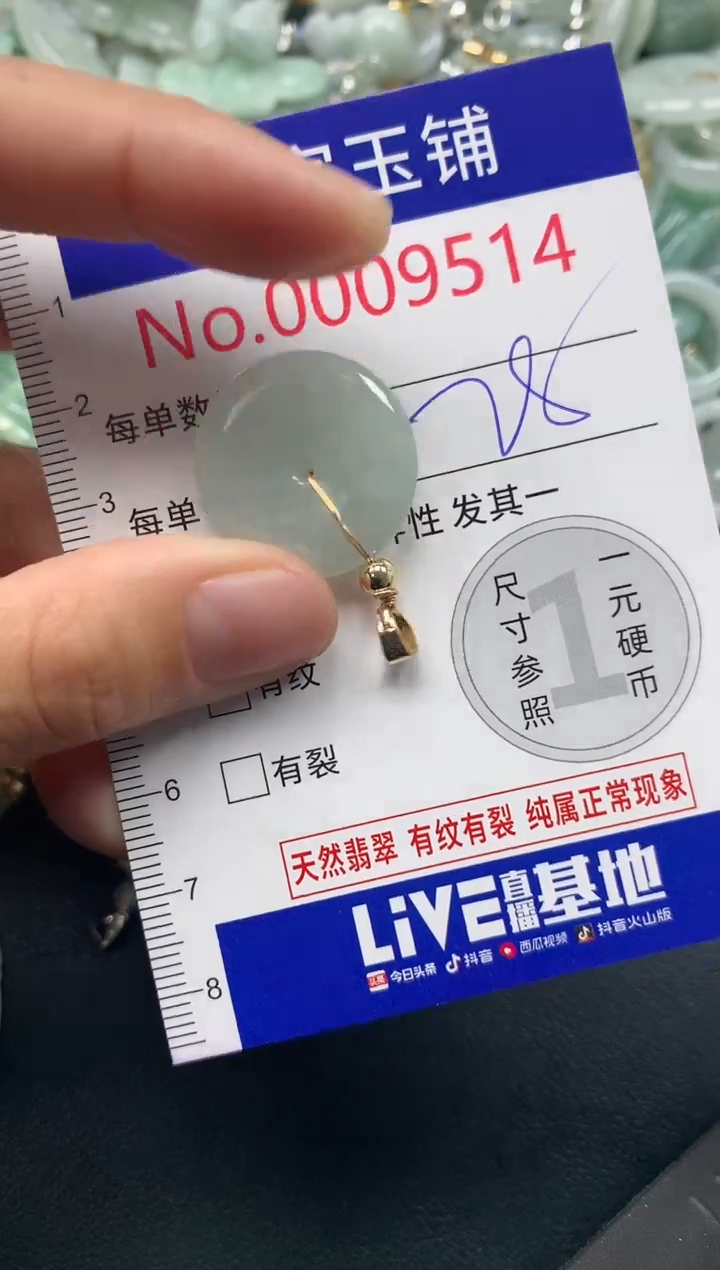 玉铺
No.0009514
1
2
3
6
7
8
每单数
28
每单
性 发其一
尺寸参照
1
一元硬币
有纹
有裂
天然翡翠 有纹有裂 纯属正常现象
LiVE直播基地
头条 今日头条 抖音 西瓜视频 抖音火山版